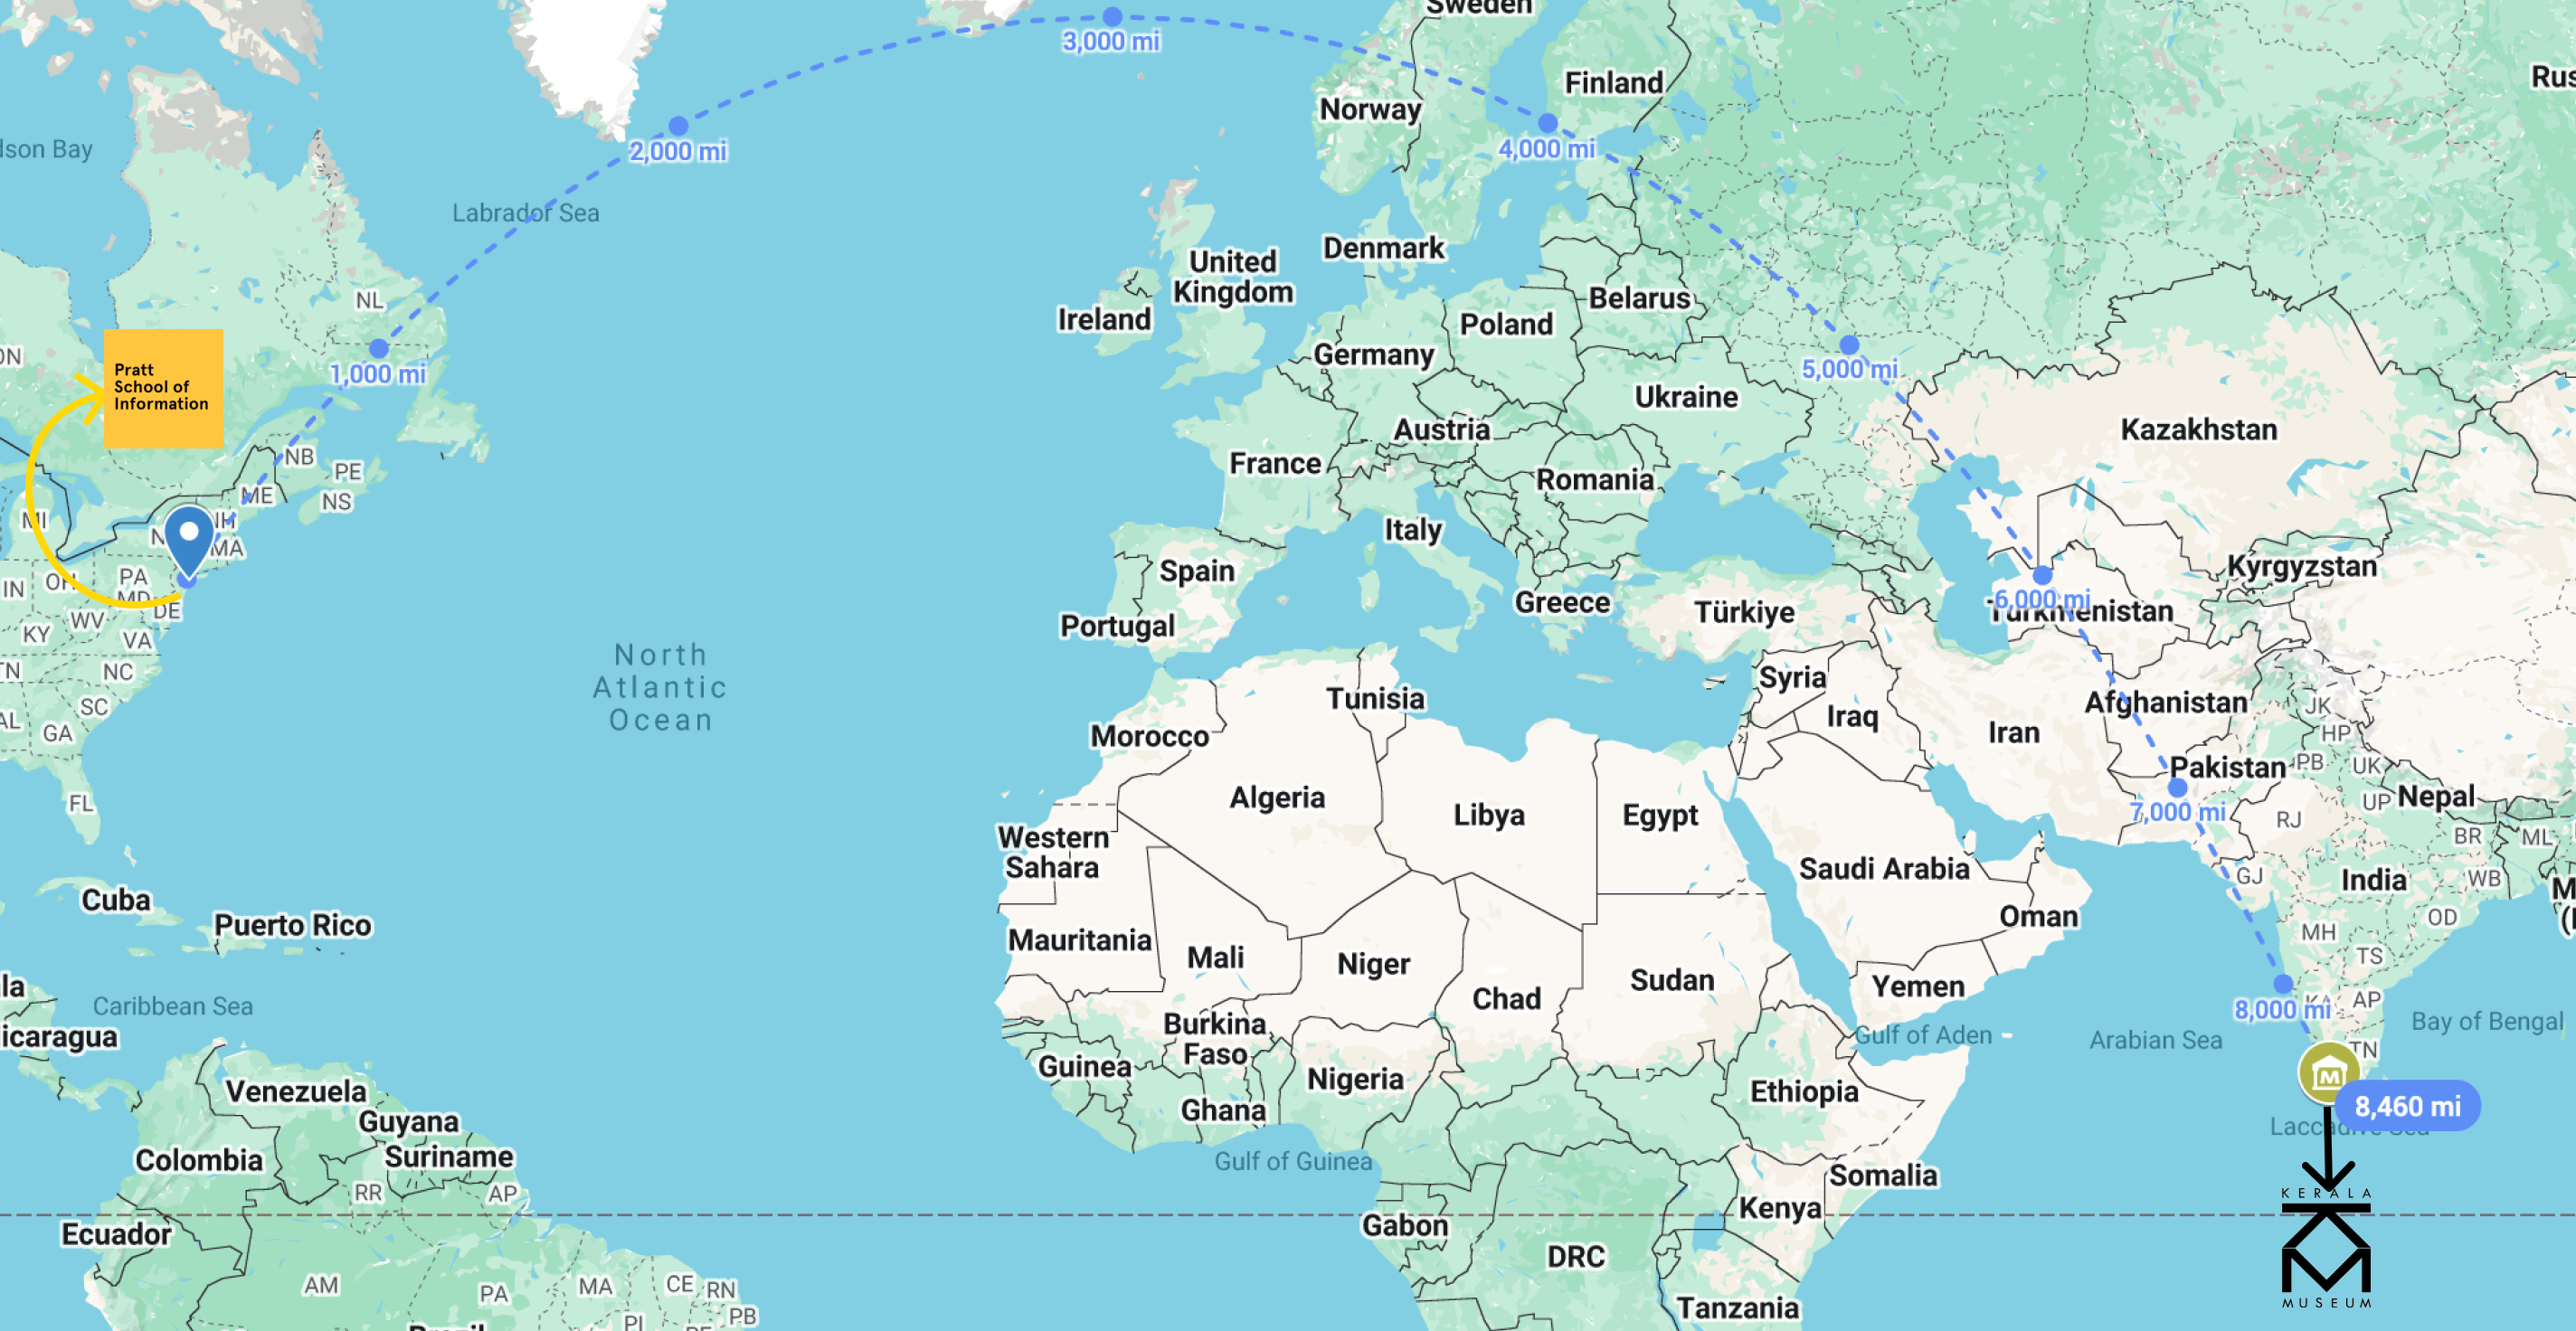 Sweden
3,000 mi
Finland
Rus
Norway
dson Bay
2,000 mi
4,000 mi
Labrador Sea
Denmark
United
Kingdom
NL
Belarus
Ireland
Poland
ON
Germany
1,000 mi
5,000 mi
Pratt
School of
Information
Ukraine
Austria
Kazakhstan
NB
France
PE
Romania
ME
NS
MI
NH
Italy
N
MA
Spain
Kyrgyzstan
IN
OH
PA
MD
DE
Greece
Türkiye
6,000 mi
Turkmenistan
WV
KY
VA
Portugal
North
Atlantic
Ocean
TN
NC
Syria
Tunisia
SC
Afghanistan
JK
AL
GA
Iraq
Iran
HP
Morocco
Pakistan
PB
UK
FL
Algeria
Libya
Egypt
7,000 mi
UP
Nepal
RJ
Western
Sahara
BR
ML
Saudi Arabia
GJ
India
WB
M
Cuba
Puerto Rico
Oman
OD
(I
Mauritania
MH
Mali
Niger
TS
Sudan
la
Yemen
Chad
Caribbean Sea
KA
AP
8,000 mi
Burkina
Faso
Bay of Bengal
icaragua
Gulf of Aden
Arabian Sea
TN
Guinea
Nigeria
Venezuela
Ethiopia
M
8,460 mi
Ghana
Guyana
Laccadive Sea
Suriname
Colombia
Gulf of Guinea
Somalia
RR
AP
KERALA
Kenya
Gabon
Ecuador
DRC
AM
PA
MA
CE
RN
MUSEUM
Tanzania
PB
PI
PE
Brazil